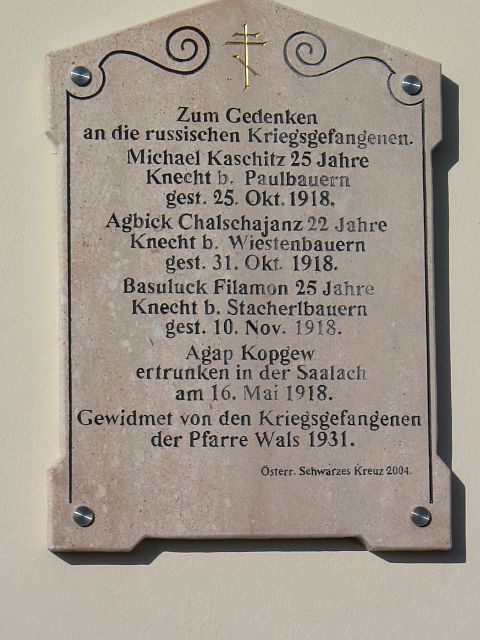 Zum Gedenken
an die russischen Kriegsgefangenen.
Michael Kaschitz 25 Jahre
Knecht b. Paulbauern
gest. 25. Okt. 1918.
Agbick Chalschajanz 22 Jahre
Knecht b. Wiestenbauern
gest. 31. Okt. 1918.
Basuluck Filamon 25 Jahre
Knecht b. Stacherlbauern
gest. 10. Nov. 1918.
Agap Kopgew
ertrunken in der Saalach
am 16. Mai 1918.
Gewidmet von den Kriegsgefangenen
der Pfarre Wals 1931.
Österr. Schwarzes Kreuz 2004.